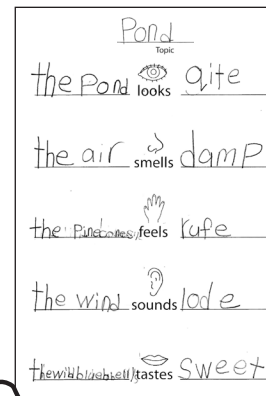 Pond
Topic
the Pond looks qite
the air smells damp
the Pinecones feels rufe
the wind sounds lode
thewildbluebell tastes sweet